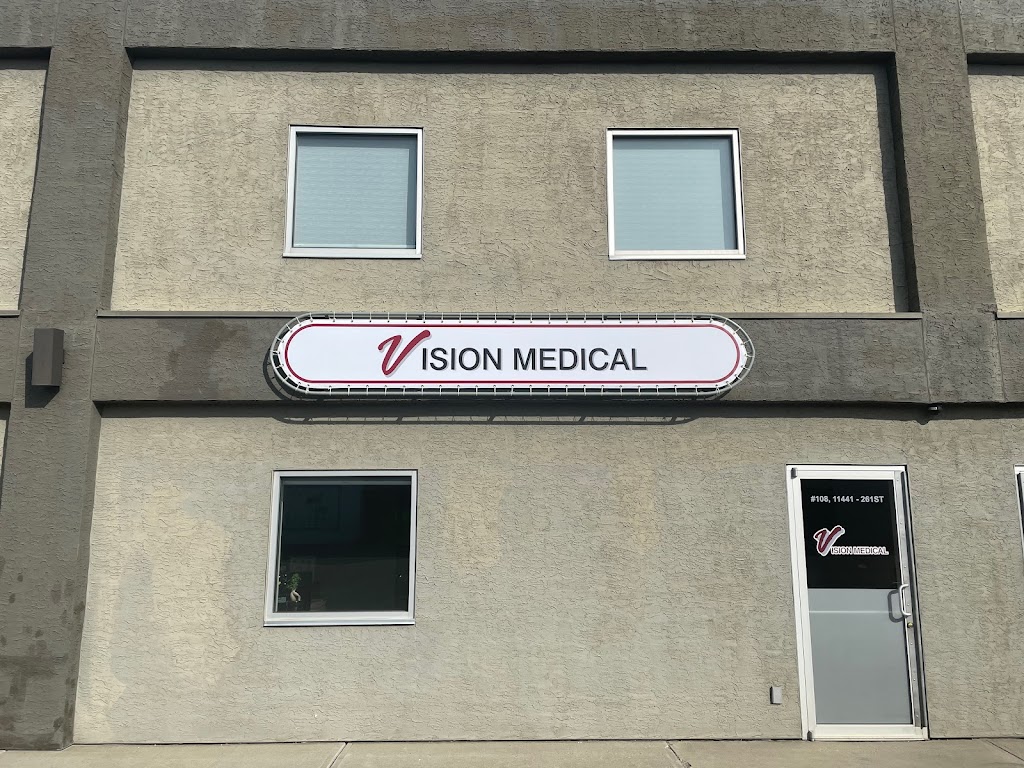 VISION MEDICAL
#108, 11441 - 261ST
VISION MEDICAL